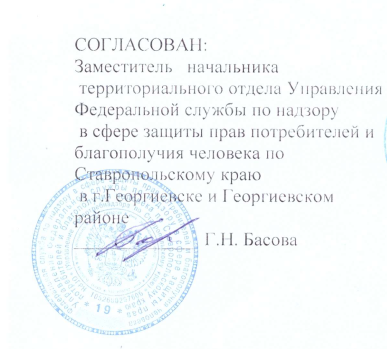 СОГЛАСОВАН:
Заместитель начальника
территориального отдела Управления
Федеральной службы по надзору
в сфере защиты прав потребителей и
благополучия человека по
Ставропольскому краю
в г.Георгиевске и Георгиевском
районе
Г.Н. Басова